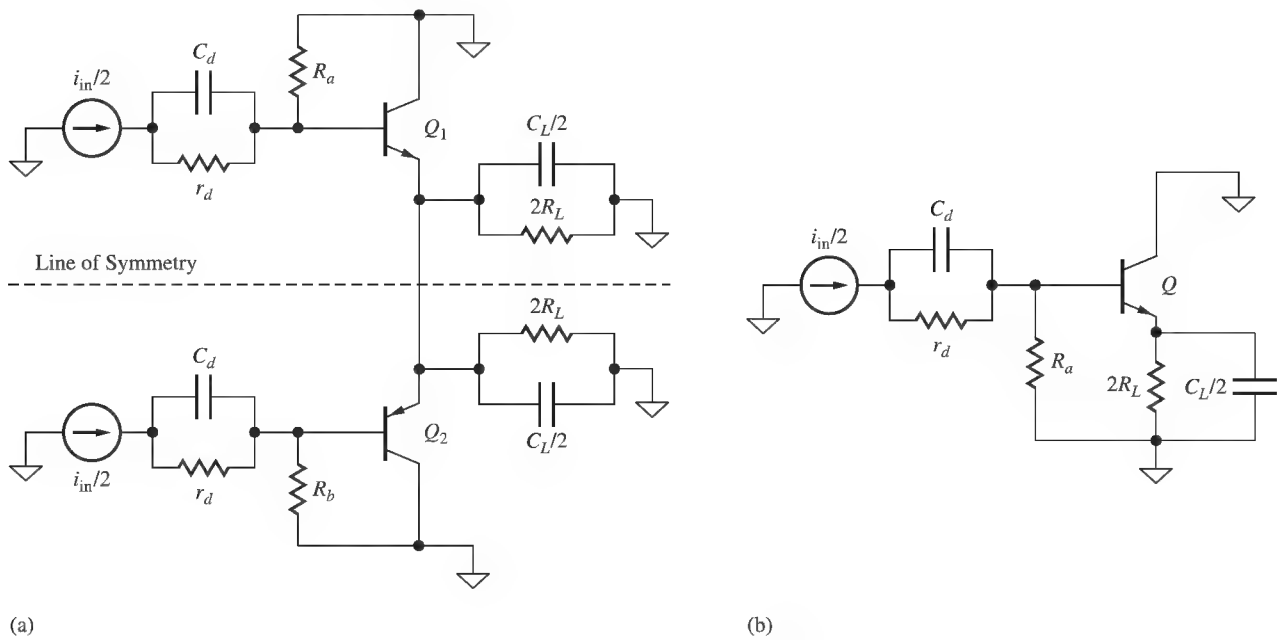 C_d
i_in/2
R_a
Q_1
r_d
C_L/2
2R_L
Line of Symmetry
2R_L
C_d
Q_2
C_L/2
i_in/2
r_d
R_b
(a)
C_d
i_in/2
Q
r_d
R_a
2R_L
C_L/2
(b)